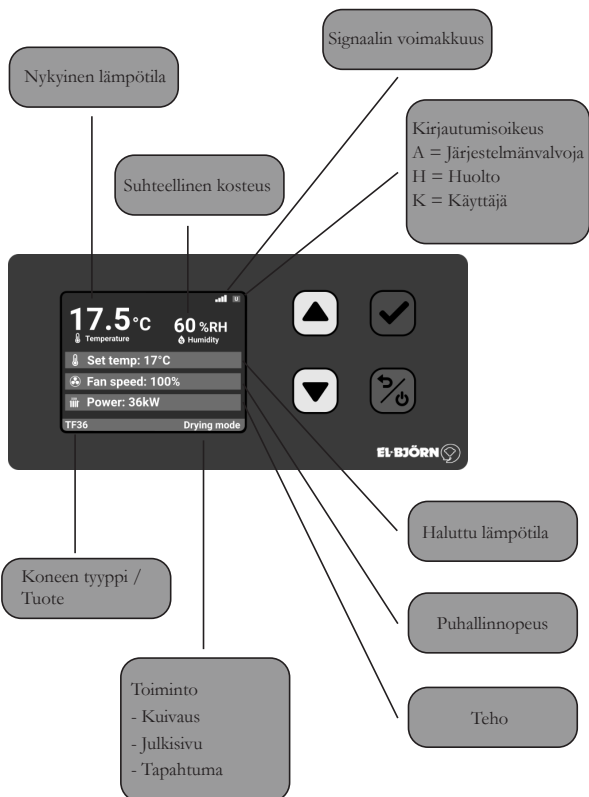 Signaalin voimakkuus
Nykyinen lämpötila
Kirjautumisoikeus
A = Järjestelmänvalvoja
H = Huolto
K = Käyttäjä
Suhteellinen kosteus
U
17.5°C
60 %RH
Temperature
Humidity
Set temp: 17°C
Fan speed: 100%
Power: 36kW
TF36
Drying mode
EL·BJÖRN
Haluttu lämpötila
Koneen tyyppi /
Tuote
Puhallinnopeus
Toiminto
- Kuivaus
- Julkisivu
- Tapahtuma
Teho